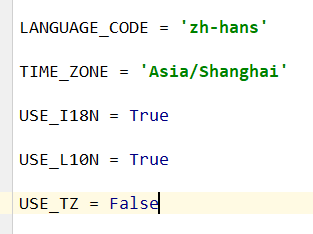 LANGUAGE_CODE = 'zh-hans'
TIME_ZONE = 'Asia/Shanghai'
USE_I18N = True
USE_L10N = True
USE_TZ = False